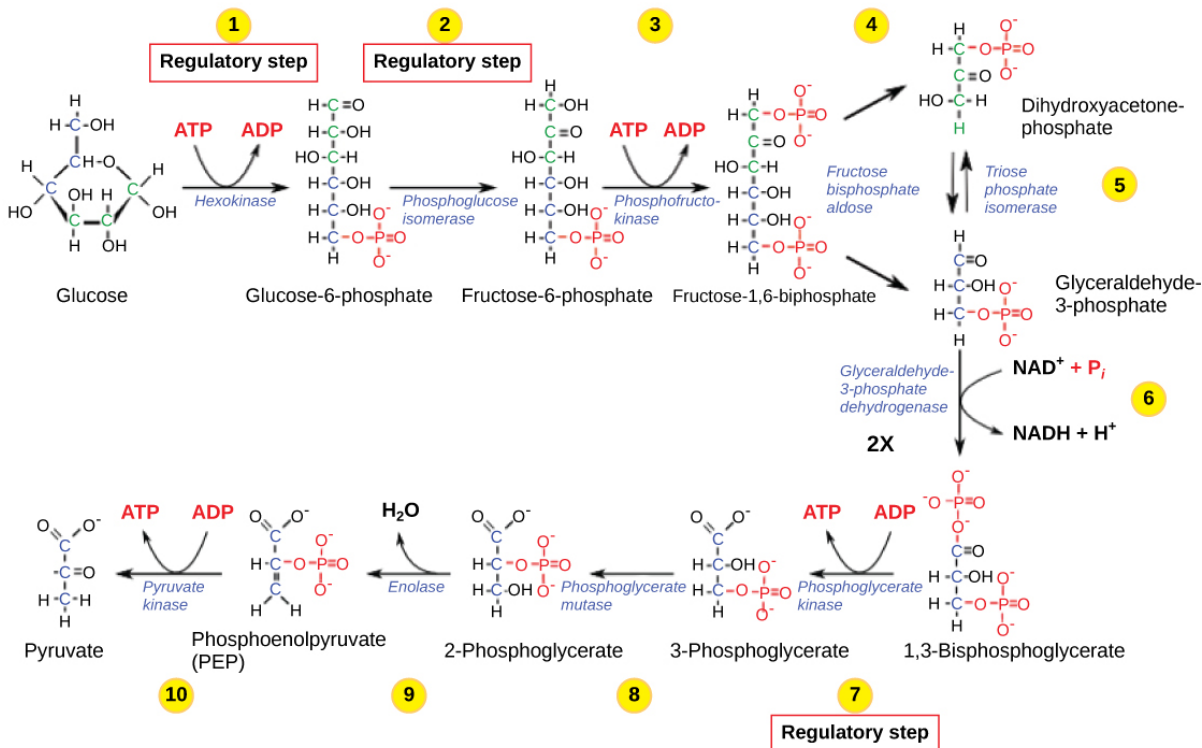 1
2
3
4
Regulatory step
Regulatory step
ATP
ADP
Hexokinase
Phosphoglucose
isomerase
ATP
ADP
Phosphofructo-
kinase
Fructose
bisphosphate
aldose
Dihydroxyacetone-
phosphate
Triose
phosphate
isomerase
5
Glucose
Glucose-6-phosphate
Fructose-6-phosphate
Fructose-1,6-biphosphate
Glyceraldehyde-
3-phosphate
Glyceraldehyde-
3-phosphate
dehydrogenase
NAD⁺ + Pᵢ
6
NADH + H⁺
2X
ATP
ADP
Pyruvate
kinase
H₂O
Enolase
Phosphoglycerate
mutase
ATP
ADP
Phosphoglycerate
kinase
Pyruvate
Phosphoenolpyruvate
(PEP)
2-Phosphoglycerate
3-Phosphoglycerate
1,3-Bisphosphoglycerate
10
9
8
7
Regulatory step